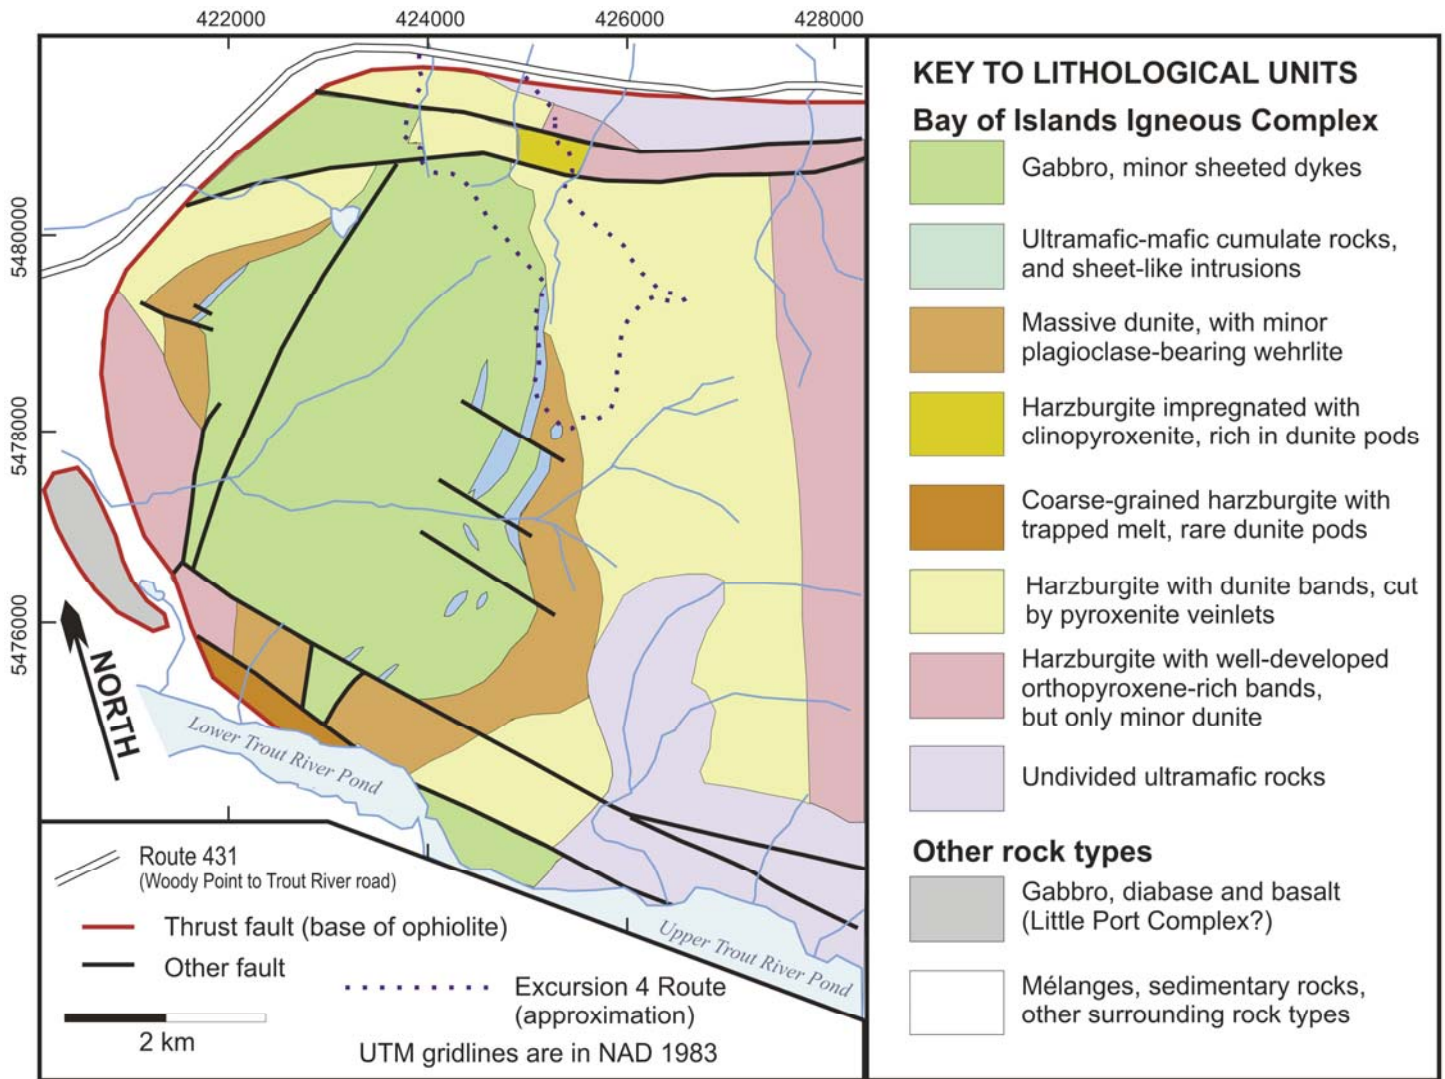 422000
424000
426000
428000
5480000
5478000
5476000
NORTH
Lower Trout River Pond
Upper Trout River Pond
Route 431
(Woody Point to Trout River road)
Thrust fault (base of ophiolite)
Other fault
2 km
Excursion 4 Route
(approximation)
UTM gridlines are in NAD 1983
KEY TO LITHOLOGICAL UNITS
Bay of Islands Igneous Complex
Gabbro, minor sheeted dykes
Ultramafic-mafic cumulate rocks,
and sheet-like intrusions
Massive dunite, with minor
plagioclase-bearing wehrlite
Harzburgite impregnated with
clinopyroxenite, rich in dunite pods
Coarse-grained harzburgite with
trapped melt, rare dunite pods
Harzburgite with dunite bands, cut
by pyroxenite veinlets
Harzburgite with well-developed
orthopyroxene-rich bands,
but only minor dunite
Undivided ultramafic rocks
Other rock types
Gabbro, diabase and basalt
(Little Port Complex?)
Mélanges, sedimentary rocks,
other surrounding rock types